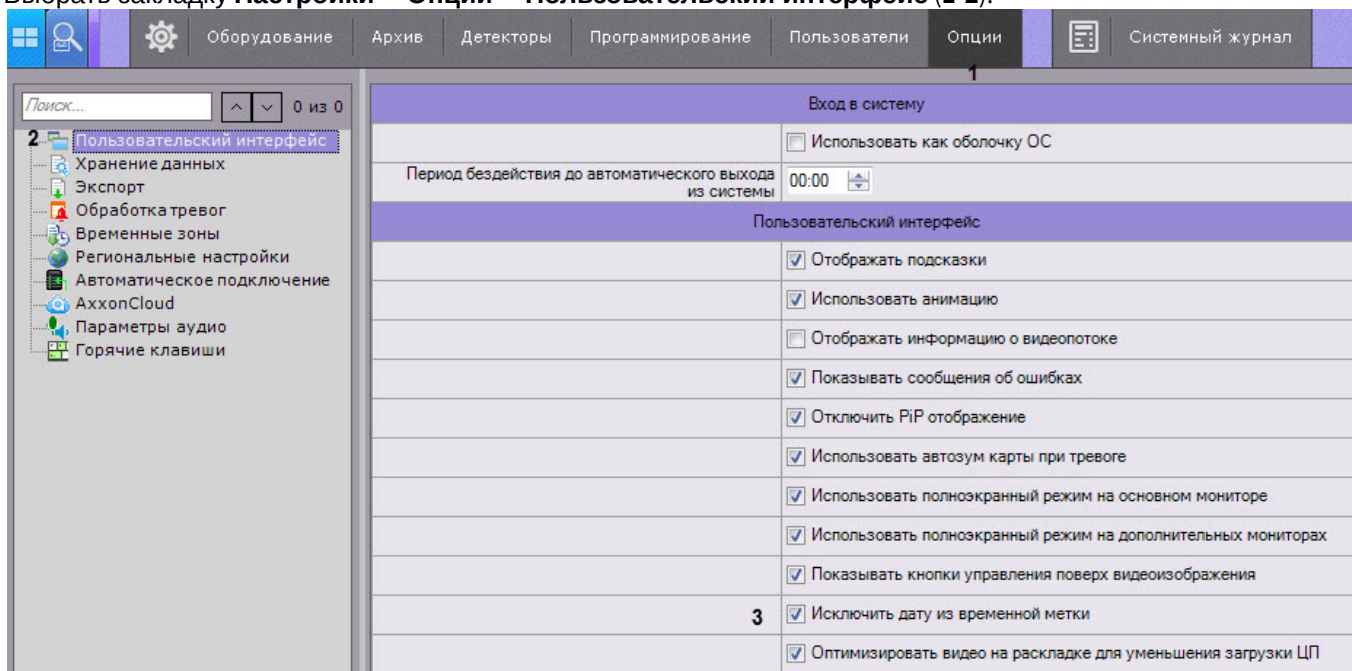 Выбрать закладку Настройки – Опции – Пользовательский интерфейс (1-2).
Оборудование Архив Детекторы Программирование Пользователи Опции Системный журнал
1
Поиск... 0 из 0
2 Пользовательский интерфейс
Хранение данных
Экспорт
Обработка тревог
Временные зоны
Региональные настройки
Автоматическое подключение
AxxonCloud
Параметры аудио
Горячие клавиши
Вход в систему
Использовать как оболочку ОС
Период бездействия до автоматического выхода
из системы 00:00
Пользовательский интерфейс
Отображать подсказки
Использовать анимацию
Отображать информацию о видеопотоке
Показывать сообщения об ошибках
Отключить PiP отображение
Использовать автозум карты при тревоге
Использовать полноэкранный режим на основном мониторе
Использовать полноэкранный режим на дополнительных мониторах
Показывать кнопки управления поверх видеоизображения
3 Исключить дату из временной метки
Оптимизировать видео на раскладке для уменьшения загрузки ЦП